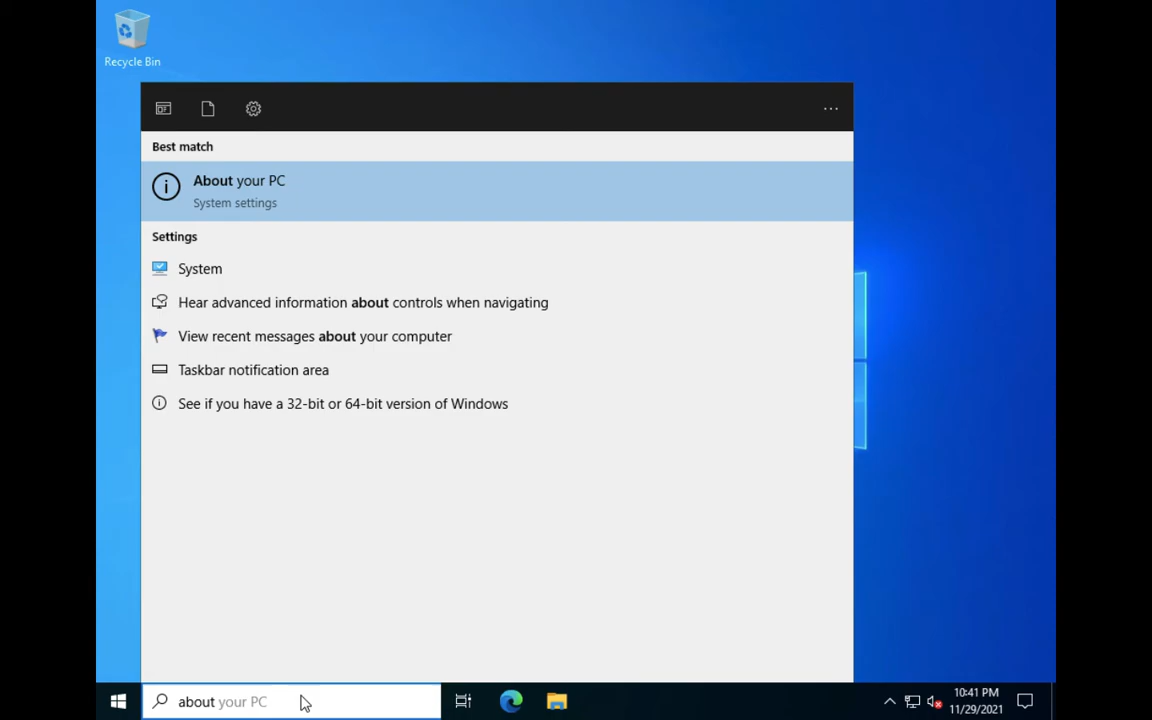 Recycle Bin
...
Best match
About your PC
System settings
Settings
System
Hear advanced information about controls when navigating
View recent messages about your computer
Taskbar notification area
See if you have a 32-bit or 64-bit version of Windows
about your PC
10:41 PM
11/29/2021